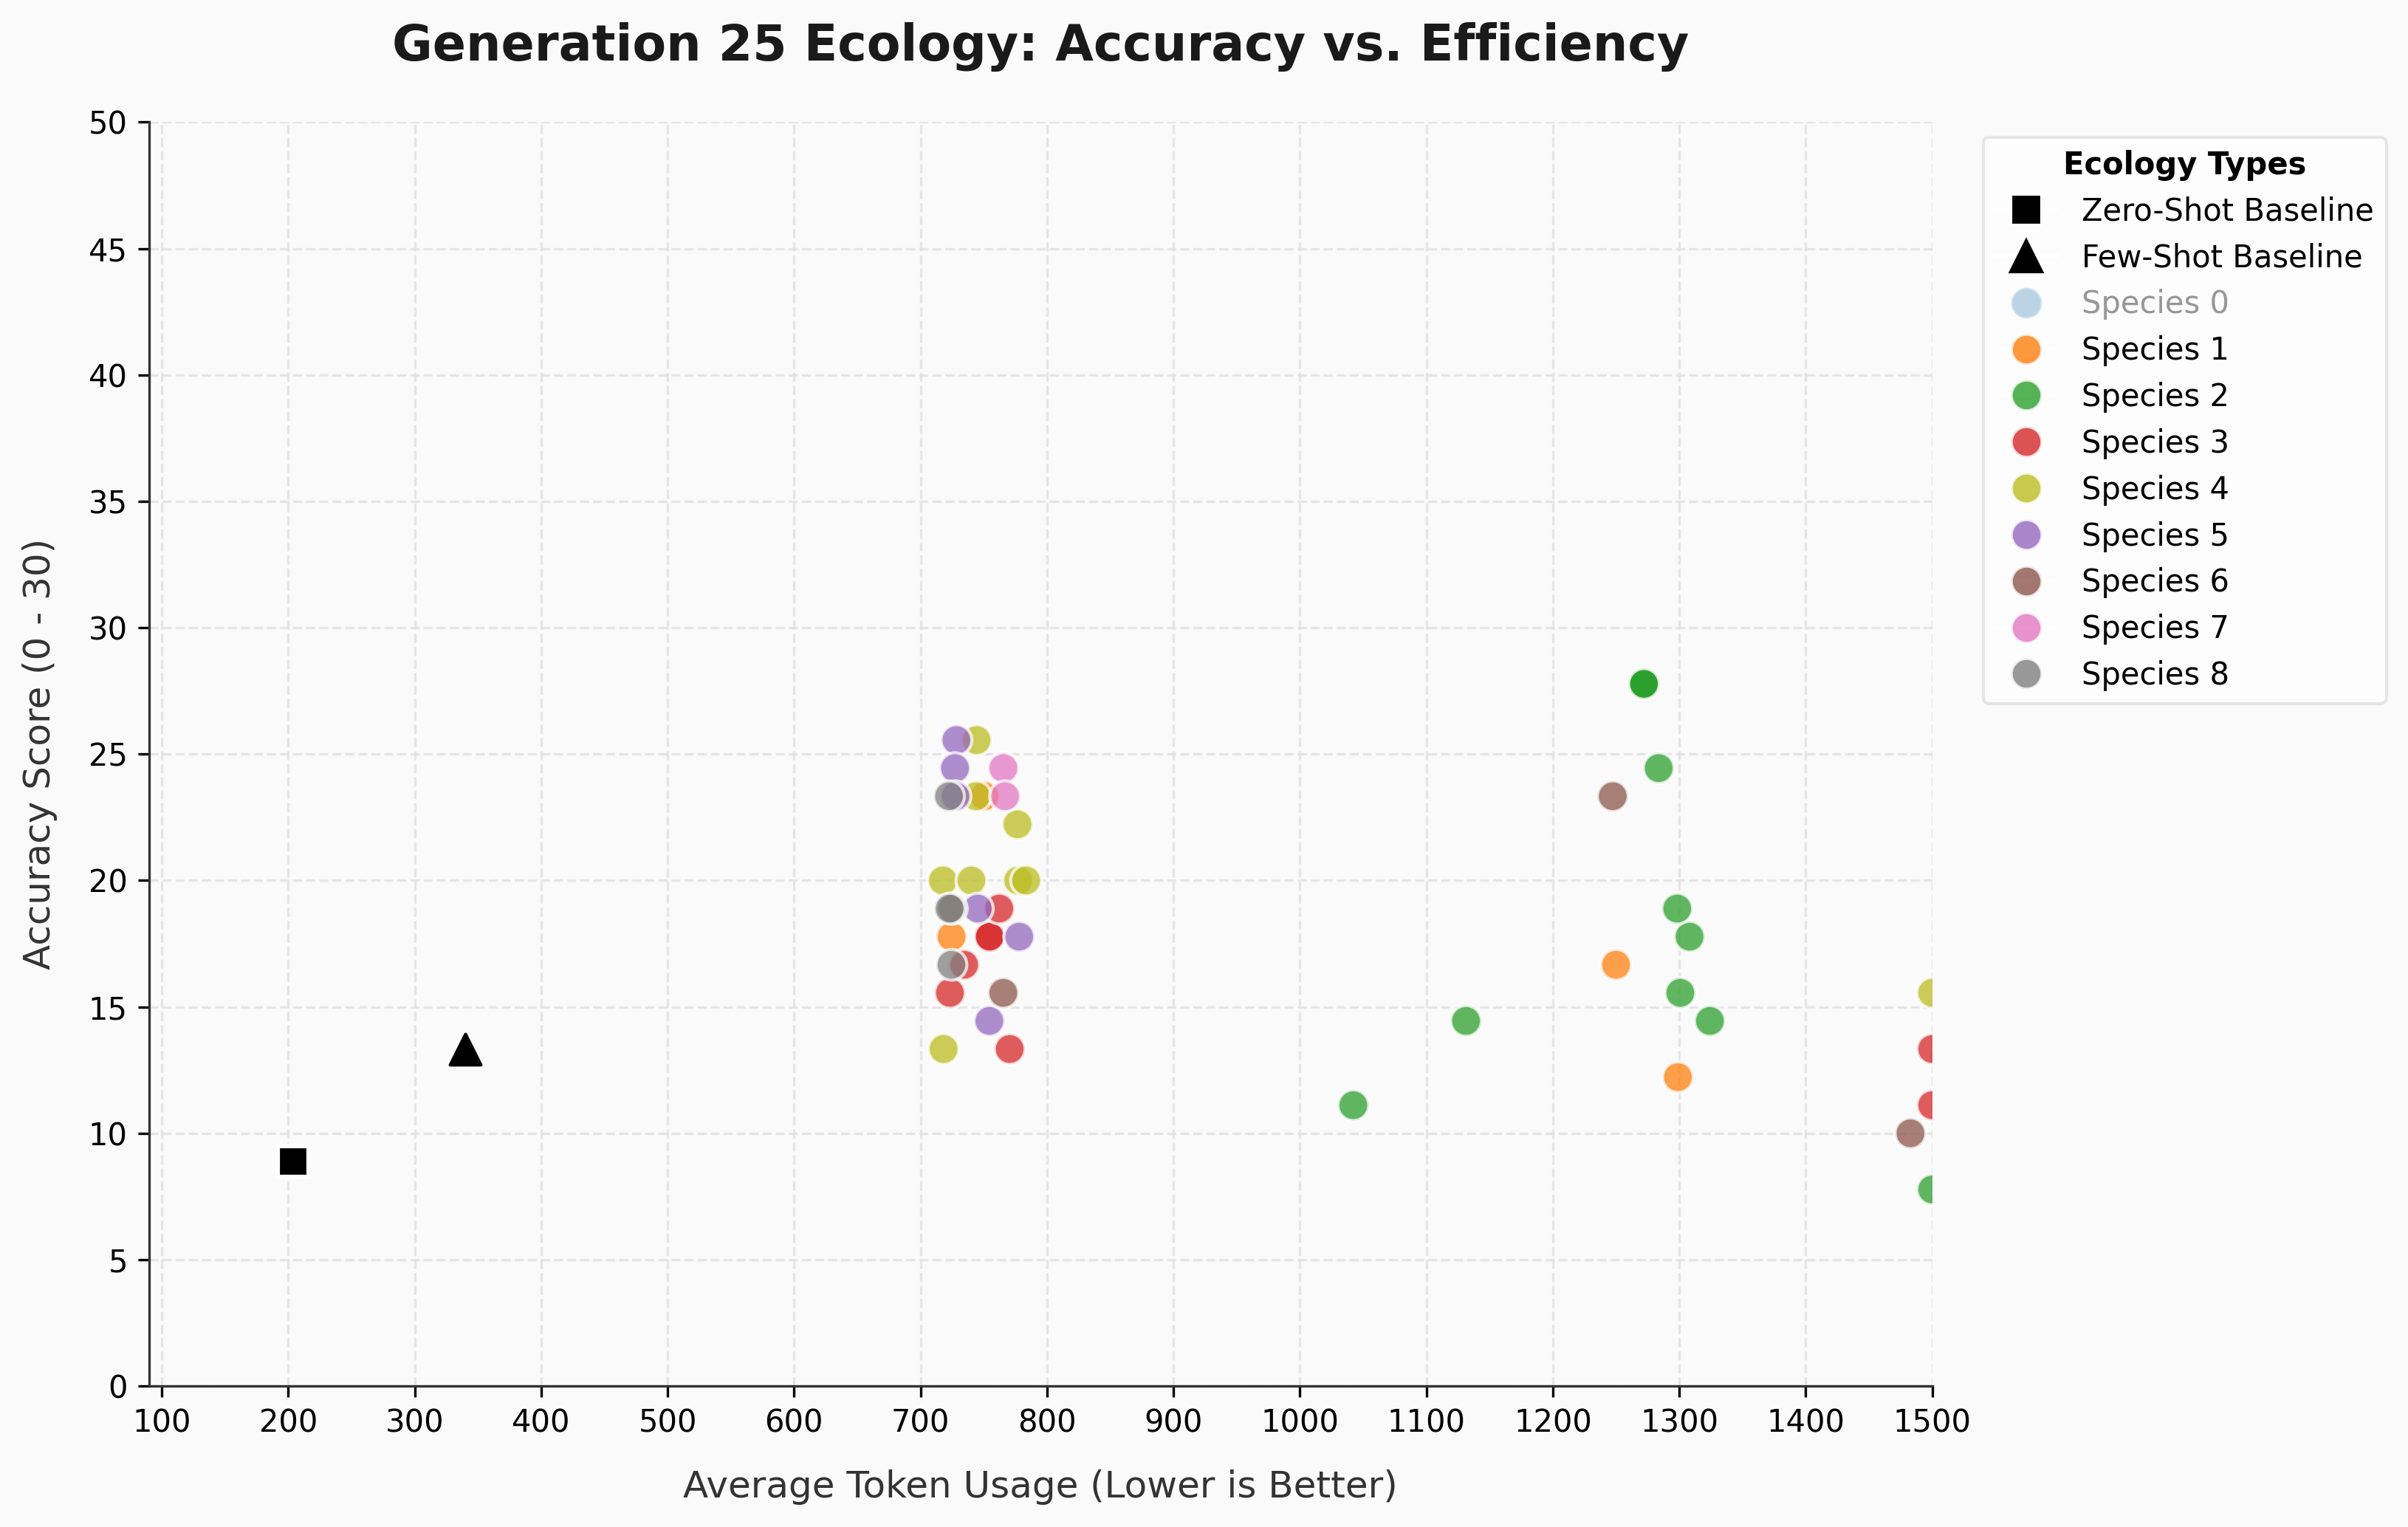 Generation 25 Ecology: Accuracy vs. Efficiency
50
45
40
35
30
25
20
15
10
5
0
Accuracy Score (0 - 30)
100 200 300 400 500 600 700 800 900 1000 1100 1200 1300 1400 1500
Average Token Usage (Lower is Better)
Ecology Types
Zero-Shot Baseline
Few-Shot Baseline
Species 0
Species 1
Species 2
Species 3
Species 4
Species 5
Species 6
Species 7
Species 8